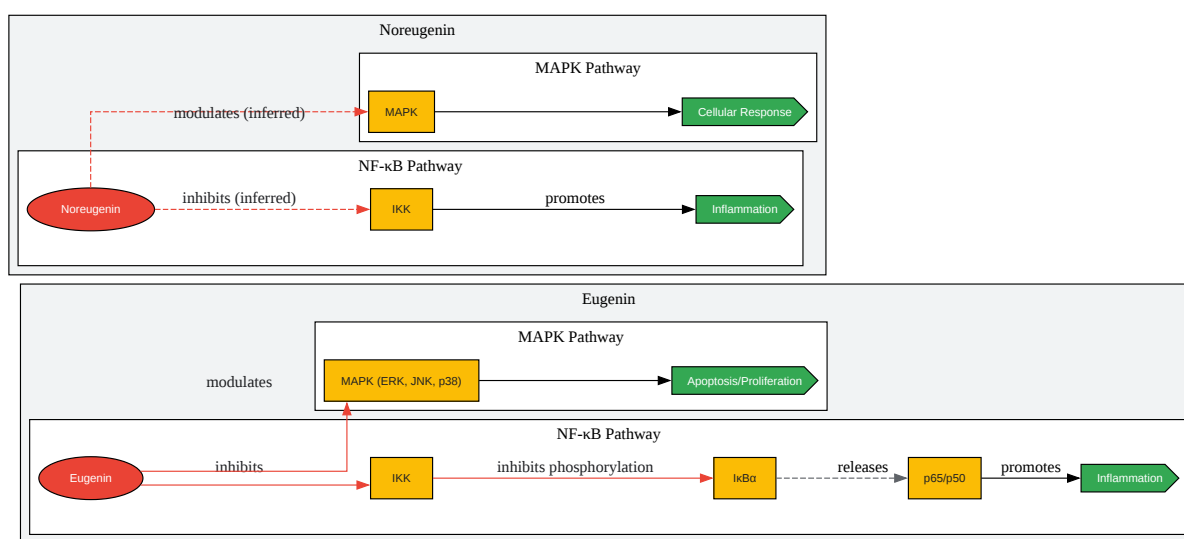 Noreugenin
MAPK Pathway
modulates (inferred)
MAPK
Cellular Response
NF-κB Pathway
Noreugenin
inhibits (inferred)
IKK
promotes
Inflammation
Eugenin
MAPK Pathway
modulates
MAPK (ERK, JNK, p38)
Apoptosis/Proliferation
NF-κB Pathway
Eugenin
inhibits
IKK
inhibits phosphorylation
IκBα
releases
p65/p50
promotes
Inflammation